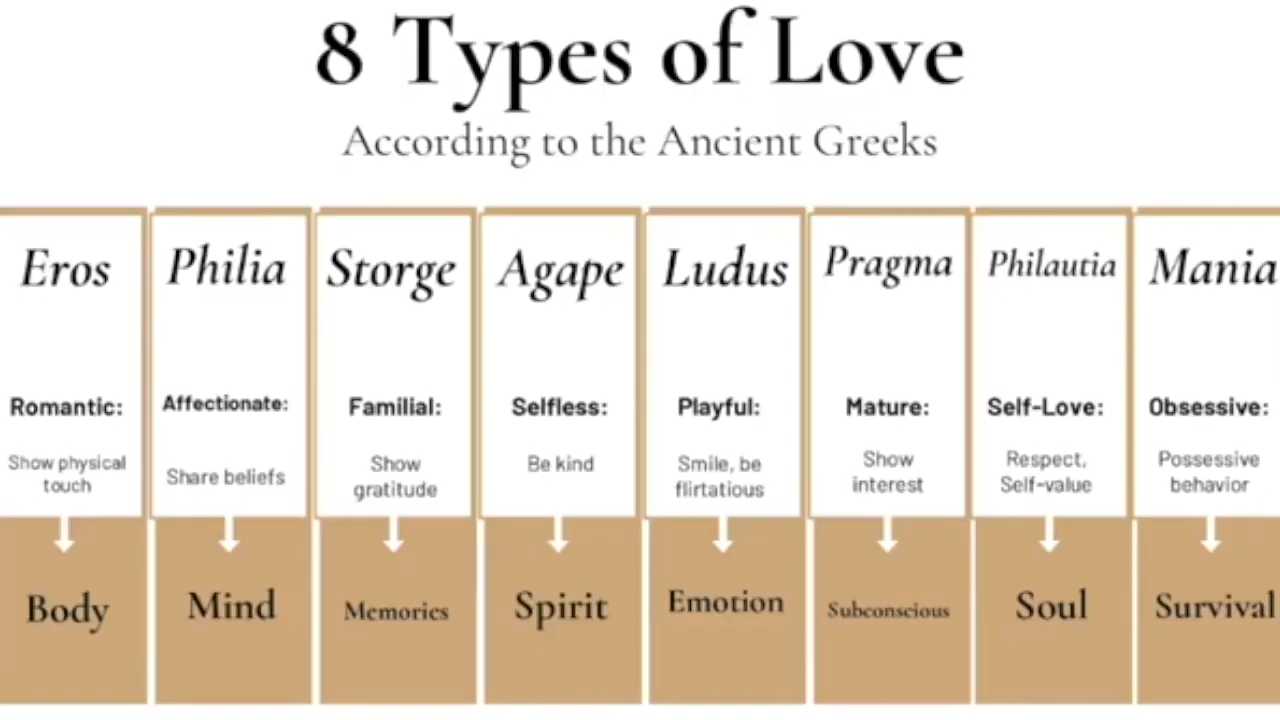 8 Types of Love
According to the Ancient Greeks
Eros
Romantic:
Show physical
touch
Body
Philia
Affectionate:
Share beliefs
Mind
Storge
Familial:
Show
gratitude
Memories
Agape
Selfless:
Be kind
Spirit
Ludus
Playful:
Smile, be
flirtatious
Emotion
Pragma
Mature:
Show
interest
Subconscious
Philautia
Self-Love:
Respect,
Self-value
Soul
Mania
Obsessive:
Possessive
behavior
Survival